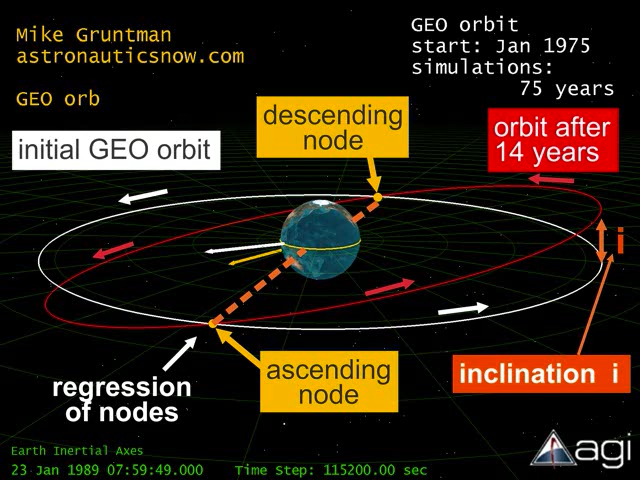 Mike Gruntman
astronauticsnow.com
GEO orb
GEO orbit
start: Jan 1975
simulations:
75 years
descending
node
orbit after
14 years
initial GEO orbit
i
inclination i
ascending
node
regression
of nodes
Earth Inertial Axes
23 Jan 1989 07:59:49.000 Time Step: 115200.00 sec
agi